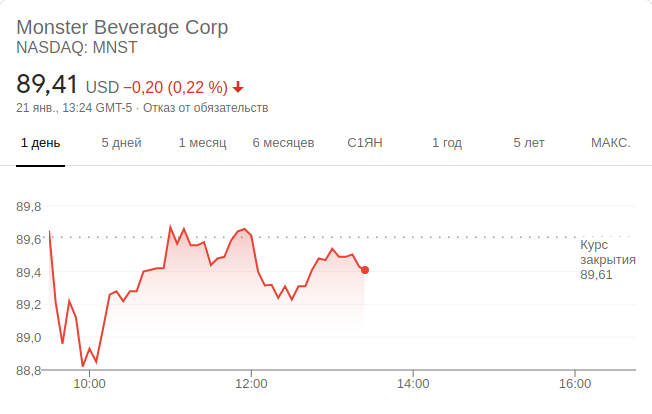 Monster Beverage Corp
NASDAQ: MNST
89,41 USD −0,20 (0,22 %)
21 янв., 13:24 GMT-5 · Отказ от обязательств
1 день 5 дней 1 месяц 6 месяцев С1ЯН 1 год 5 лет МАКС.
89,8
89,6
Курс
закрытия
89,61
89,4
89,2
89,0
88,8
10:00 12:00 14:00 16:00